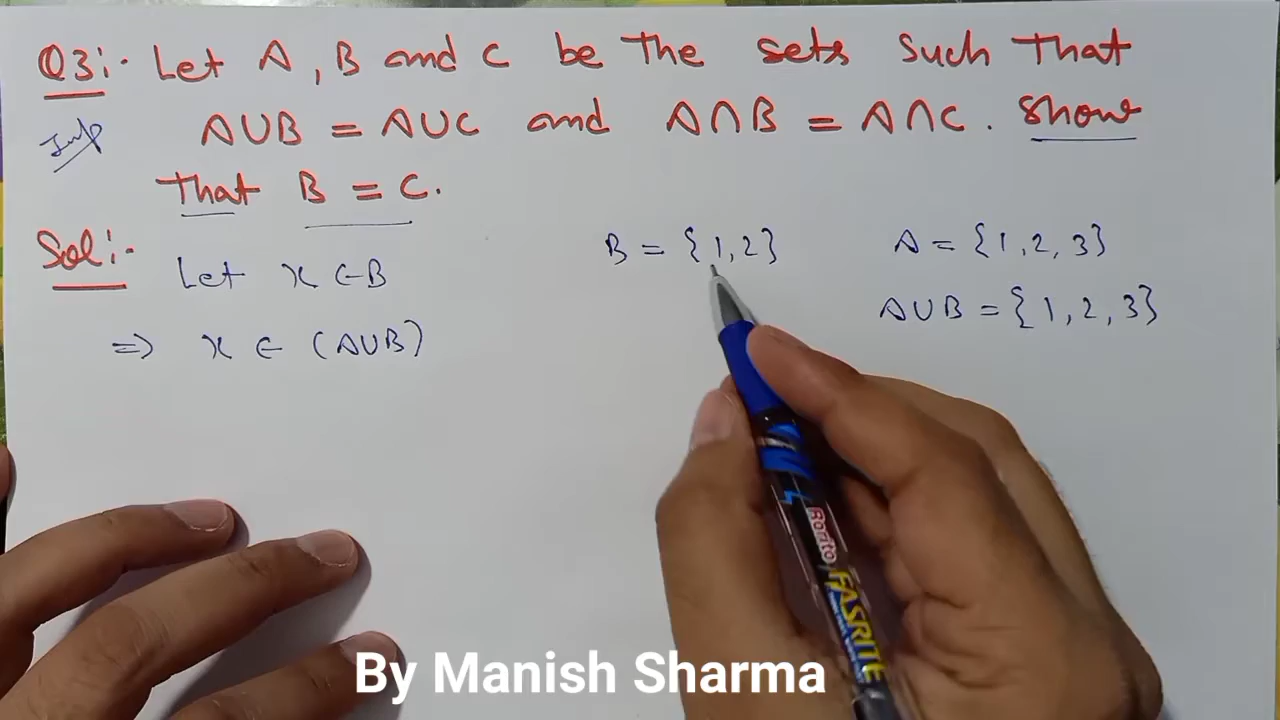 Q3:- Let A, B and C be the sets such that
Imp
A∪B = A∪C and A∩B = A∩C. Show
that B = C.
Sol:-
Let x ∈ B
⇒ x ∈ (A∪B)
B = {1,2}
A = {1,2,3}
A∪B = {1,2,3}
Rorito
FASRITE
By Manish Sharma